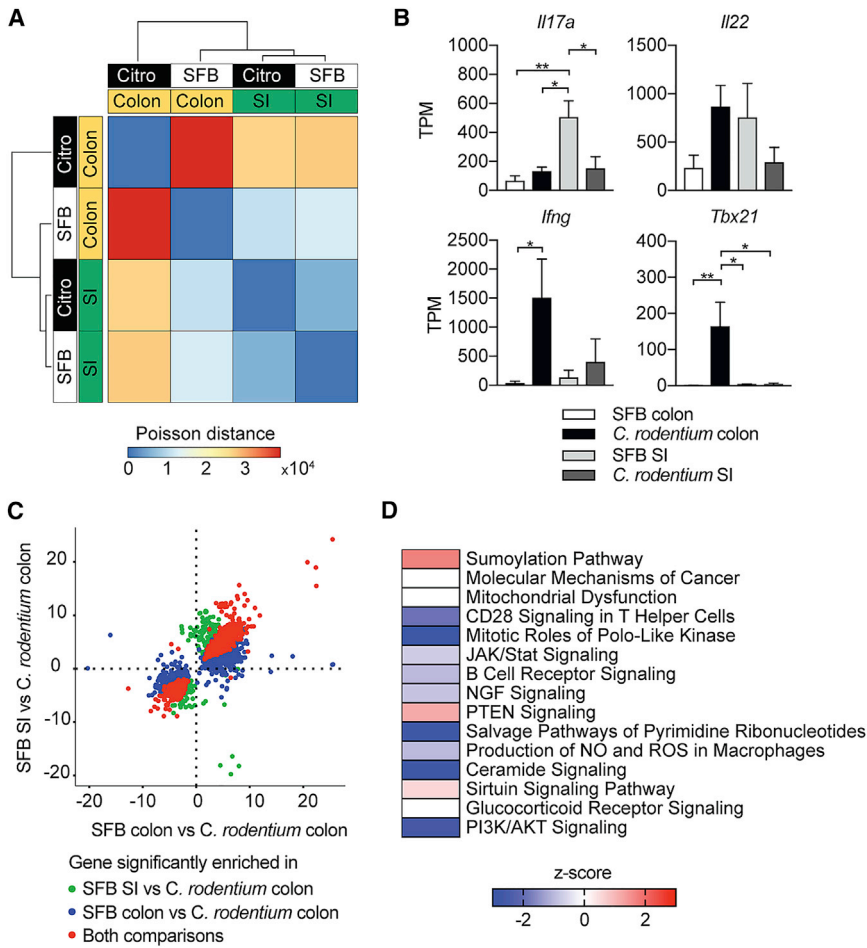 A
Citro SFB Citro SFB
Colon Colon SI SI
Citro Colon
SFB Colon
Citro SI
SFB SI
Poisson distance
0 1 2 3 x10⁴
B
Il17a
TPM
1000
800
600
400
200
0
** * *
Il22
1500
1000
500
0
Ifng
TPM
2500
2000
1500
1000
500
0
*
Tbx21
400
300
200
100
0
** * *
SFB colon
C. rodentium colon
SFB SI
C. rodentium SI
C
SFB SI vs C. rodentium colon
20
10
0
-10
-20
-20 -10 0 10 20
SFB colon vs C. rodentium colon
Gene significantly enriched in
SFB SI vs C. rodentium colon
SFB colon vs C. rodentium colon
Both comparisons
D
Sumoylation Pathway
Molecular Mechanisms of Cancer
Mitochondrial Dysfunction
CD28 Signaling in T Helper Cells
Mitotic Roles of Polo-Like Kinase
JAK/Stat Signaling
B Cell Receptor Signaling
NGF Signaling
PTEN Signaling
Salvage Pathways of Pyrimidine Ribonucleotides
Production of NO and ROS in Macrophages
Ceramide Signaling
Sirtuin Signaling Pathway
Glucocorticoid Receptor Signaling
PI3K/AKT Signaling
z-score
-2 0 2